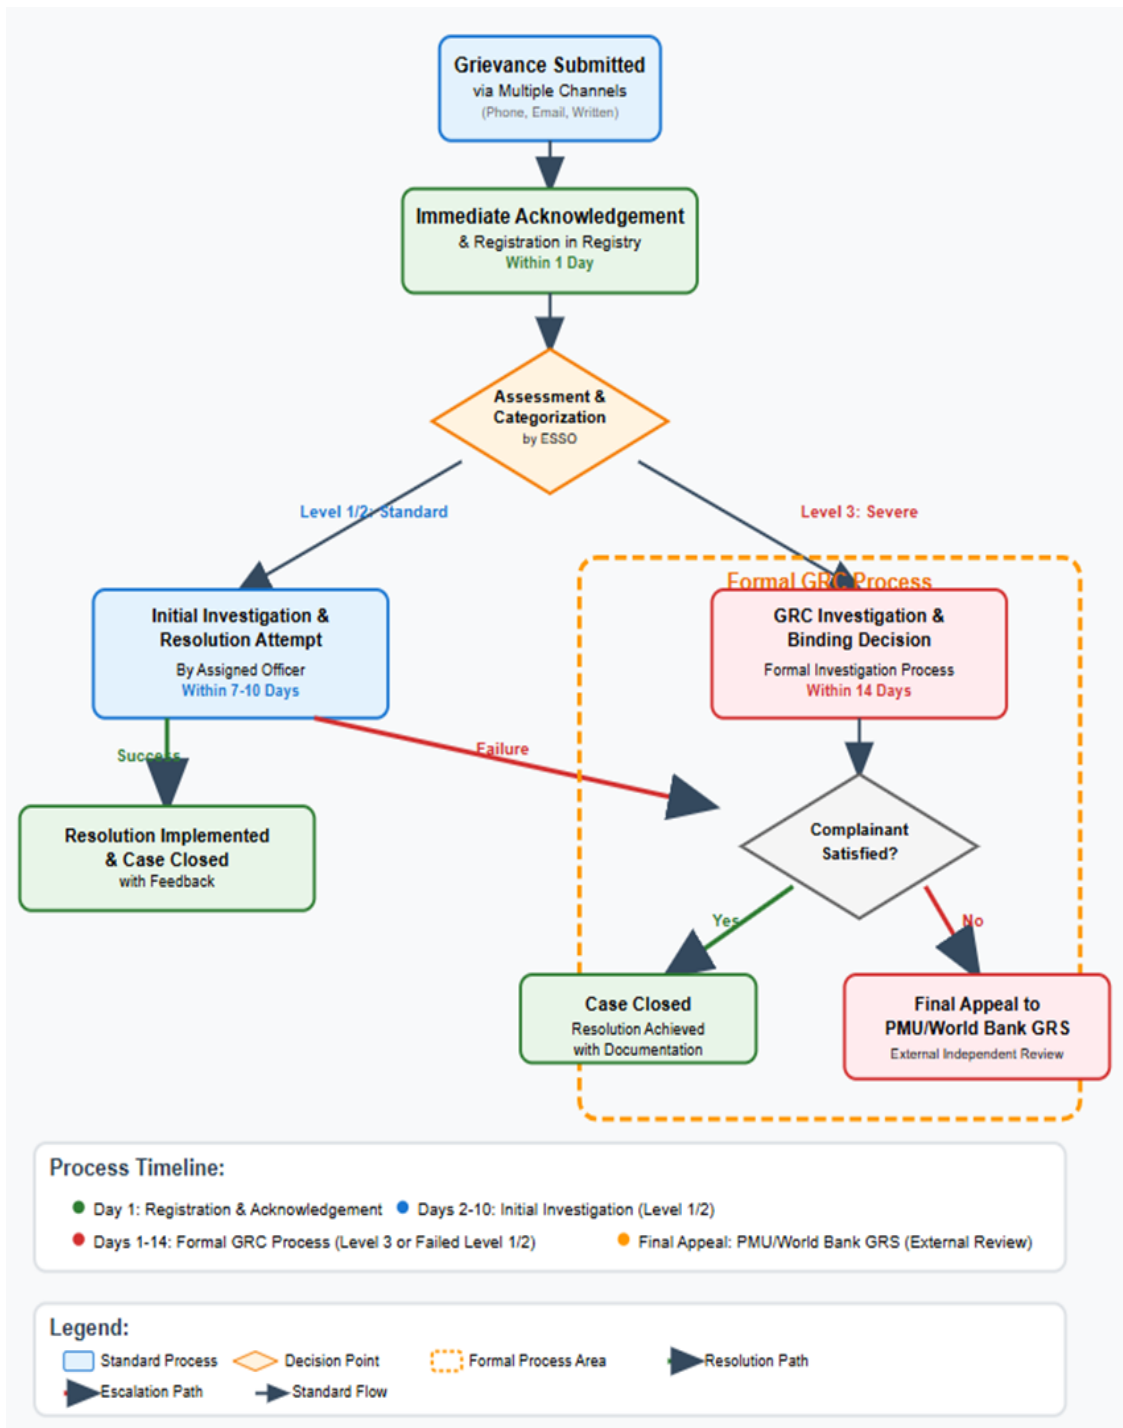 Grievance Submitted
via Multiple Channels
(Phone, Email, Written)
Immediate Acknowledgement
& Registration in Registry
Within 1 Day
Assessment &
Categorization
by ESSO
Level 1/2: Standard
Level 3: Severe
Formal GRC Process
Initial Investigation &
Resolution Attempt
By Assigned Officer
Within 7-10 Days
GRC Investigation &
Binding Decision
Formal Investigation Process
Within 14 Days
Success
Failure
Resolution Implemented
& Case Closed
with Feedback
Complainant
Satisfied?
Yes
No
Case Closed
Resolution Achieved
with Documentation
Final Appeal to
PMU/World Bank GRS
External Independent Review
Process Timeline:
Day 1: Registration & Acknowledgement
Days 2-10: Initial Investigation (Level 1/2)
Days 1-14: Formal GRC Process (Level 3 or Failed Level 1/2)
Final Appeal: PMU/World Bank GRS (External Review)
Legend:
Standard Process
Decision Point
Formal Process Area
Resolution Path
Escalation Path
Standard Flow